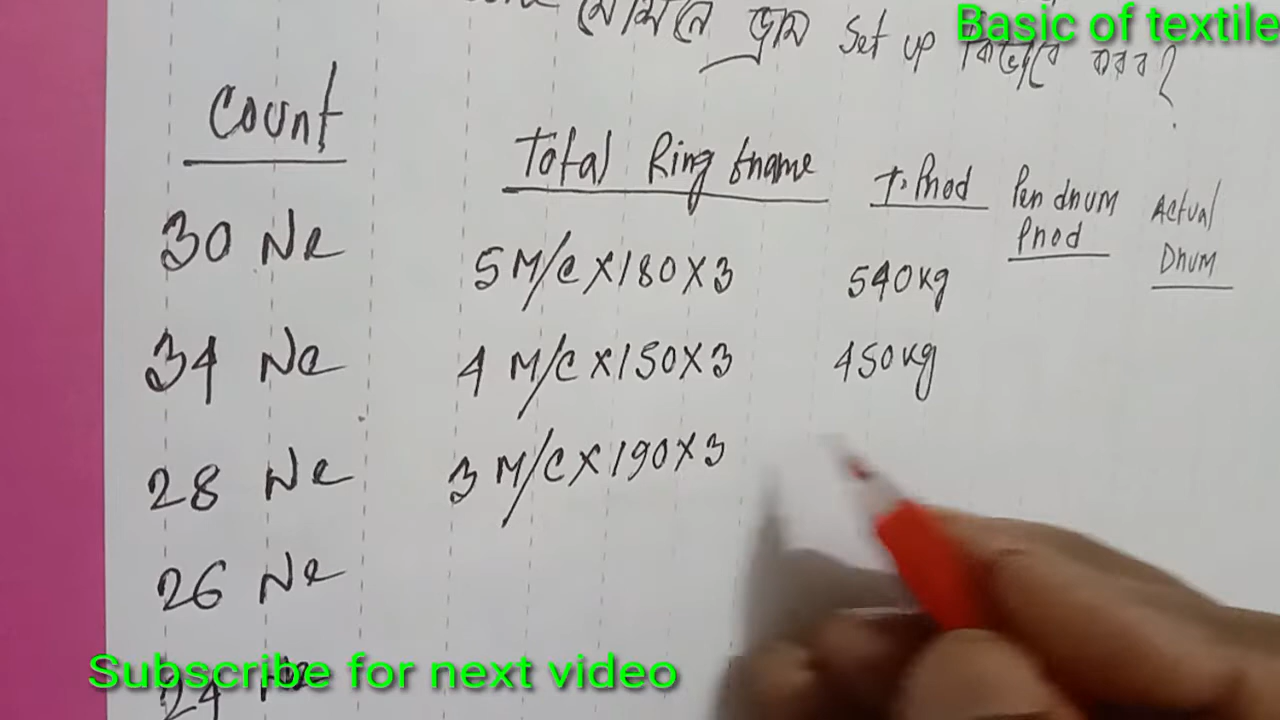 Basic of textile
মেশিনে ড্রাম Set up কিভাবে করব?
Count Total Ring frame T.Prod Per drum Prod Actual Drum
30 Ne 5 M/C X 180 X 3 540 kg
34 Ne 4 M/C X 150 X 3 450 kg
28 Ne 3 M/C X 190 X 3
26 Ne
24 Ne
Subscribe for next video